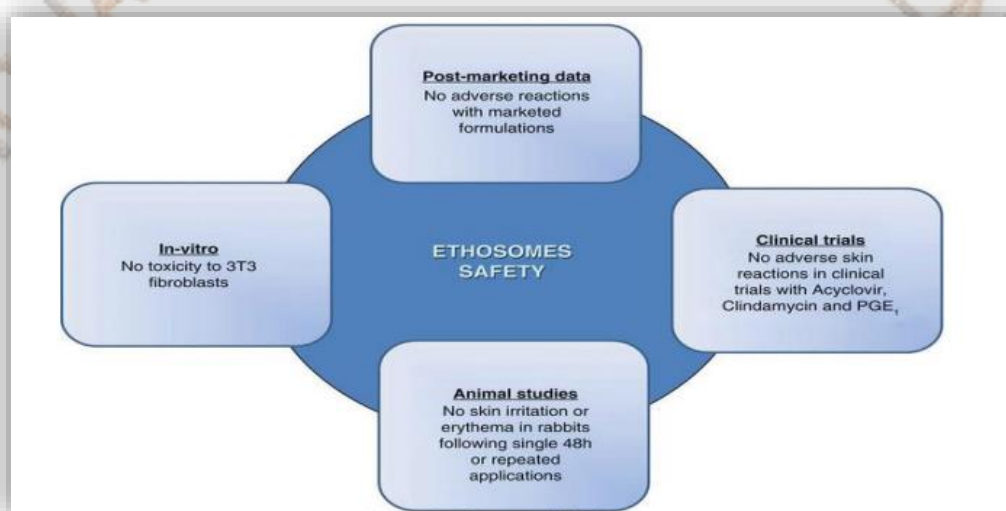 Post-marketing data
No adverse reactions
with marketed
formulations
In-vitro
No toxicity to 3T3
fibroblasts
ETHOSOMES
SAFETY
Clinical trials
No adverse skin
reactions in clinical
trials with Acyclovir,
Clindamycin and PGE₁
Animal studies
No skin irritation or
erythema in rabbits
following single 48h
or repeated
applications